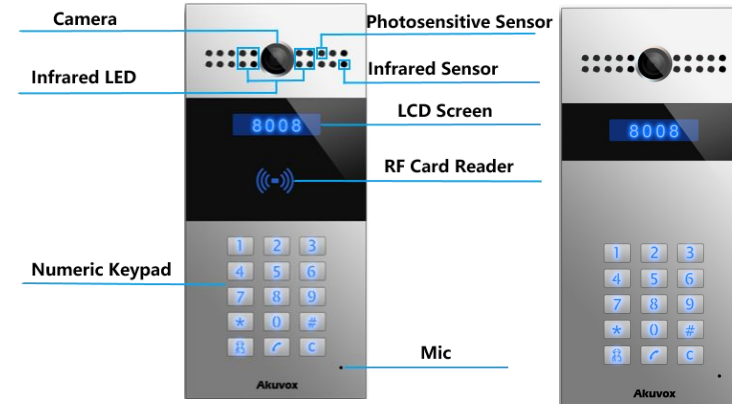 Camera
Photosensitive Sensor
Infrared LED
Infrared Sensor
LCD Screen
8008
8008
RF Card Reader
Numeric Keypad
1 2 3
4 5 6
7 8 9
* 0 #
C
1 2 3
4 5 6
7 8 9
* 0 #
C
Mic
Akuvox
Akuvox